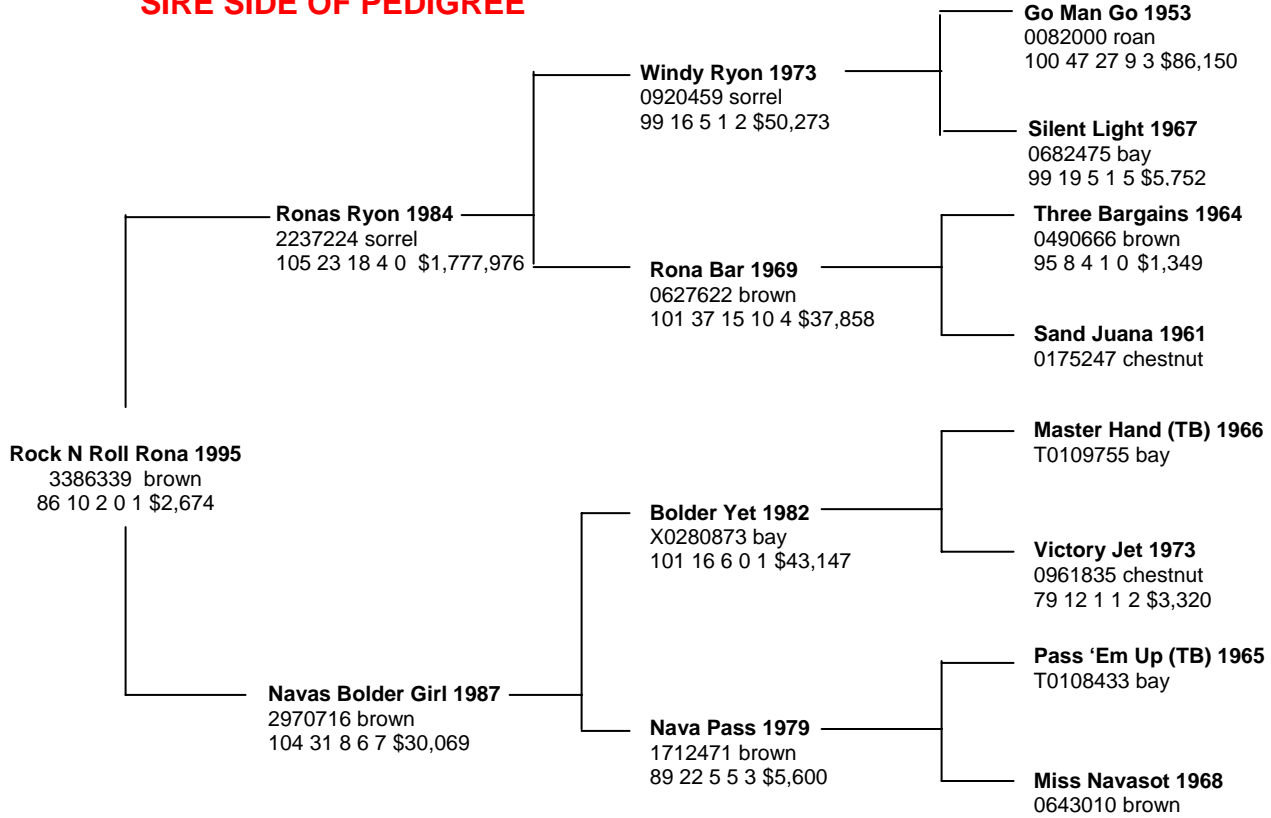 SIRE SIDE OF PEDIGREE
Go Man Go 1953
0082000 roan
100 47 27 9 3 $86,150
Windy Ryon 1973
0920459 sorrel
99 16 5 1 2 $50,273
Silent Light 1967
0682475 bay
99 19 5 1 5 $5,752
Ronas Ryon 1984
2237224 sorrel
105 23 18 4 0 $1,777,976
Three Bargains 1964
0490666 brown
95 8 4 1 0 $1,349
Rona Bar 1969
0627622 brown
101 37 15 10 4 $37,858
Sand Juana 1961
0175247 chestnut
Rock N Roll Rona 1995
3386339 brown
86 10 2 0 1 $2,674
Master Hand (TB) 1966
T0109755 bay
Bolder Yet 1982
X0280873 bay
101 16 6 0 1 $43,147
Victory Jet 1973
0961835 chestnut
79 12 1 1 2 $3,320
Navas Bolder Girl 1987
2970716 brown
104 31 8 6 7 $30,069
Pass ‘Em Up (TB) 1965
T0108433 bay
Nava Pass 1979
1712471 brown
89 22 5 5 3 $5,600
Miss Navasot 1968
0643010 brown